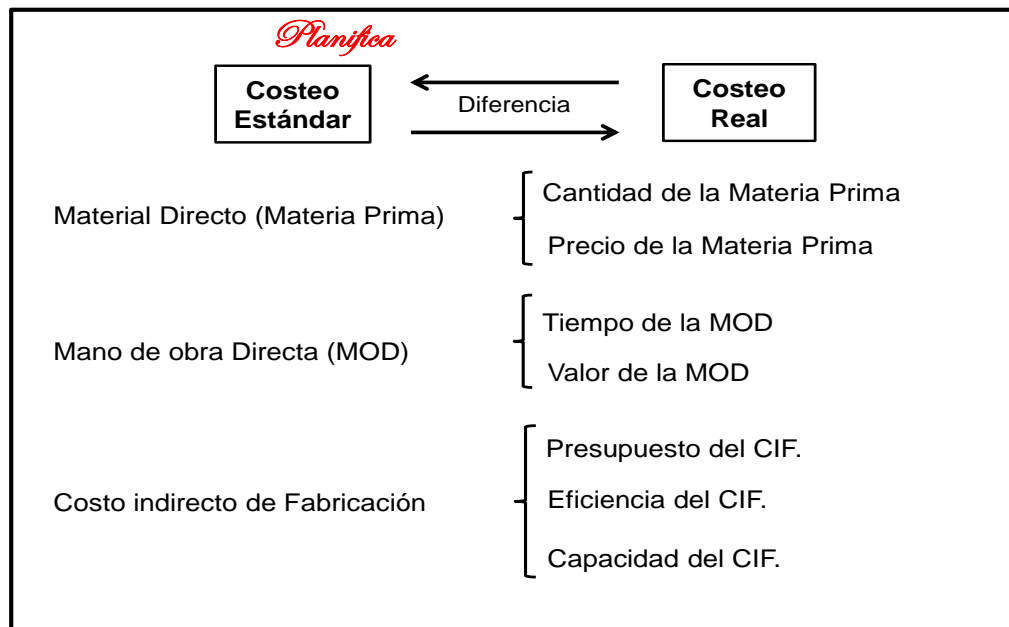 Planifica
Costeo
Estándar
Diferencia
Costeo
Real
Material Directo (Materia Prima)
Cantidad de la Materia Prima
Precio de la Materia Prima
Mano de obra Directa (MOD)
Tiempo de la MOD
Valor de la MOD
Costo indirecto de Fabricación
Presupuesto del CIF.
Eficiencia del CIF.
Capacidad del CIF.